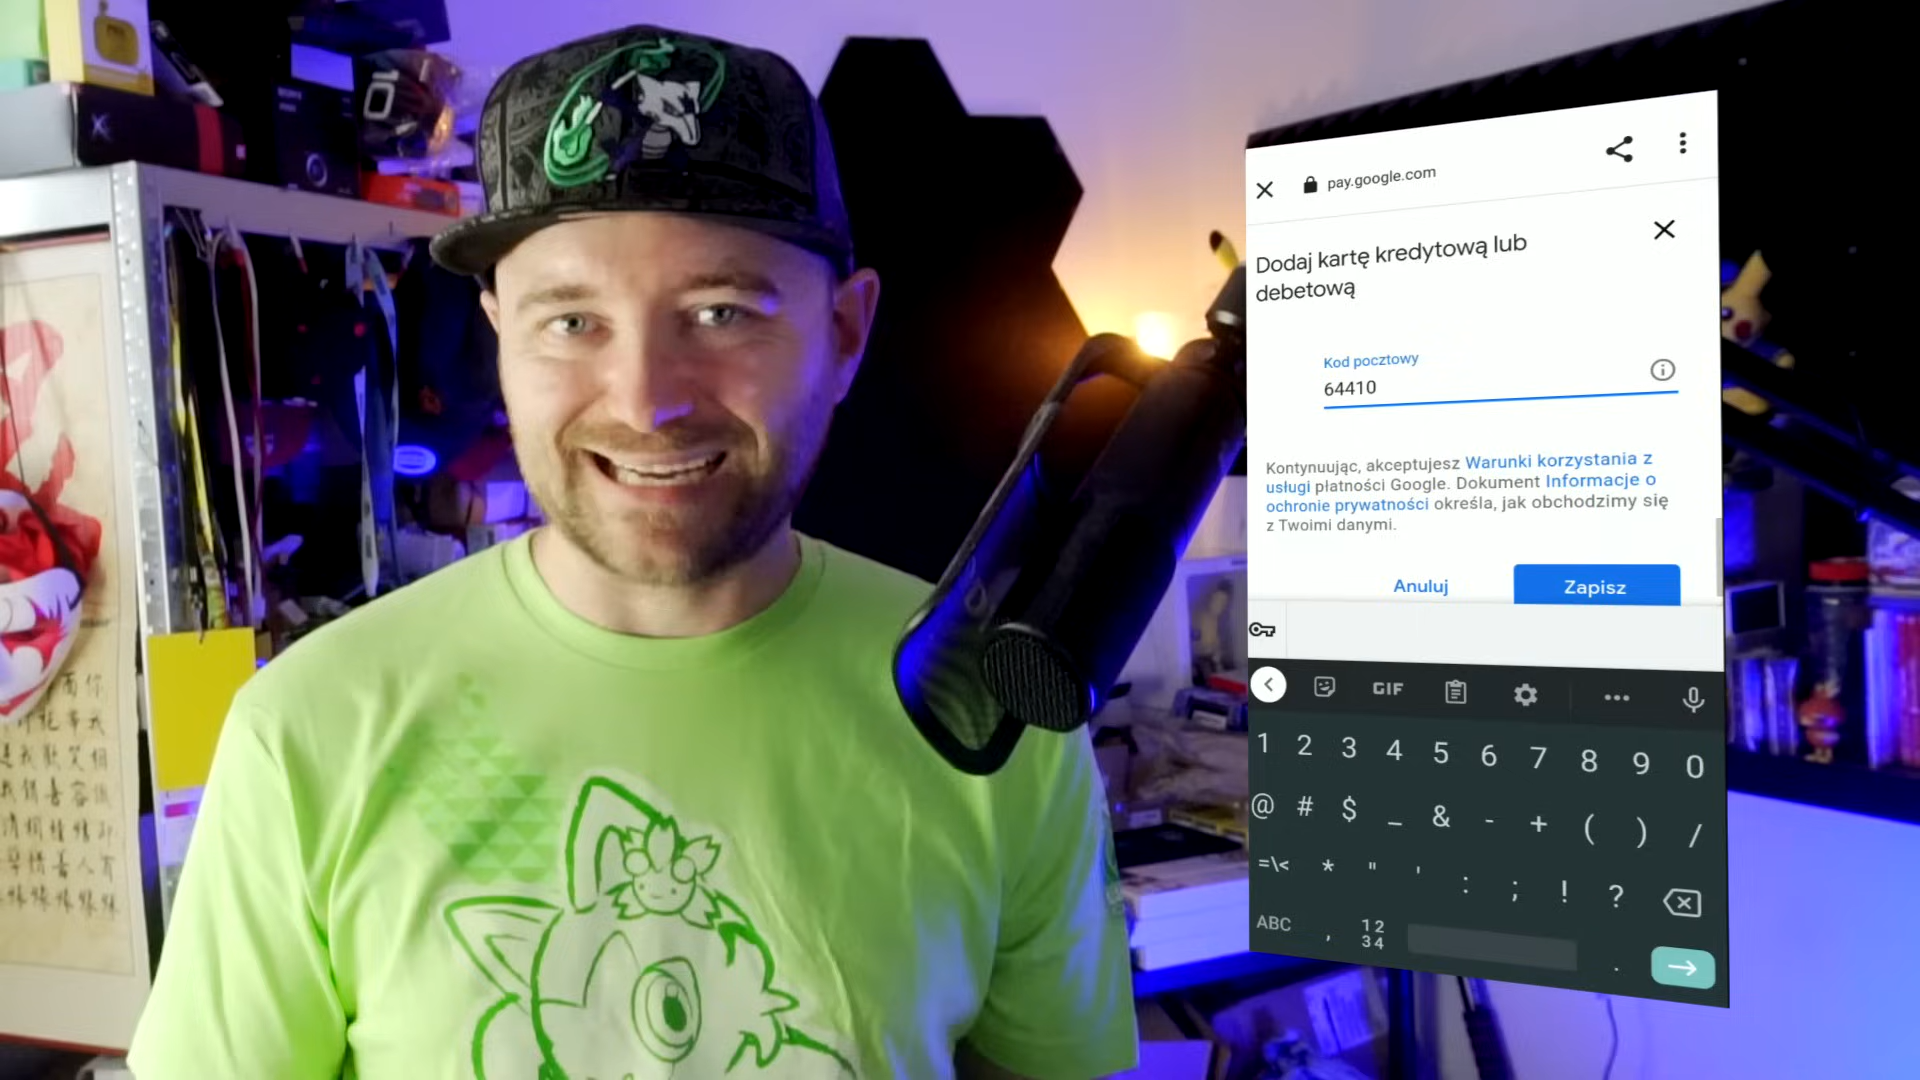 pay.google.com
Dodaj kartę kredytową lub
debetową
Kod pocztowy
64410
Kontynuując, akceptujesz Warunki korzystania z
usługi płatności Google. Dokument Informacje o
ochronie prywatności określa, jak obchodzimy się
z Twoimi danymi.
Anuluj Zapisz
GIF
1 2 3 4 5 6 7 8 9 0
@ # $ _ & - + ( ) /
=\< * " ' : ; ! ?
ABC , 12 .
34